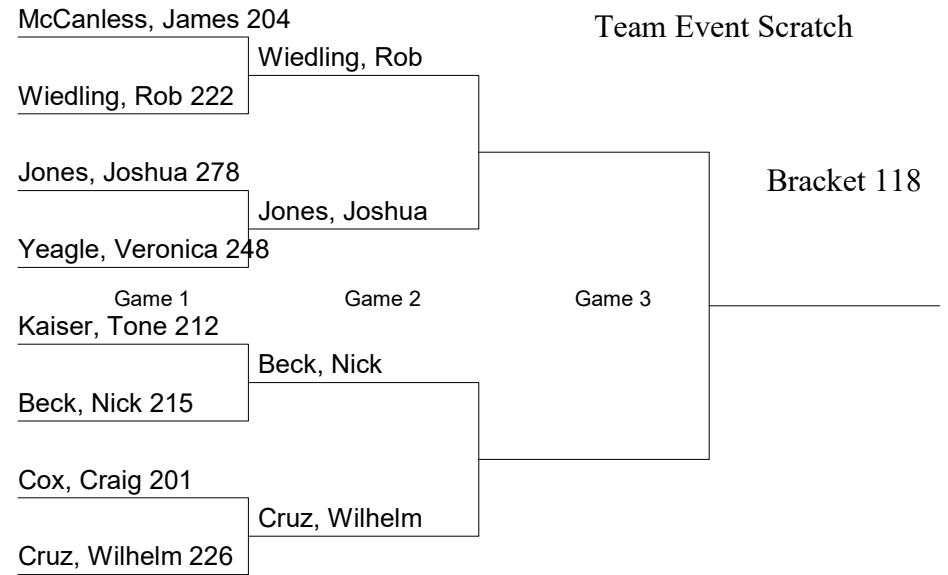 McCanless, James 204
Team Event Scratch
Wiedling, Rob
Wiedling, Rob 222
Jones, Joshua 278
Bracket 118
Jones, Joshua
Yeagle, Veronica 248
Game 1
Game 2
Game 3
Kaiser, Tone 212
Beck, Nick
Beck, Nick 215
Cox, Craig 201
Cruz, Wilhelm
Cruz, Wilhelm 226